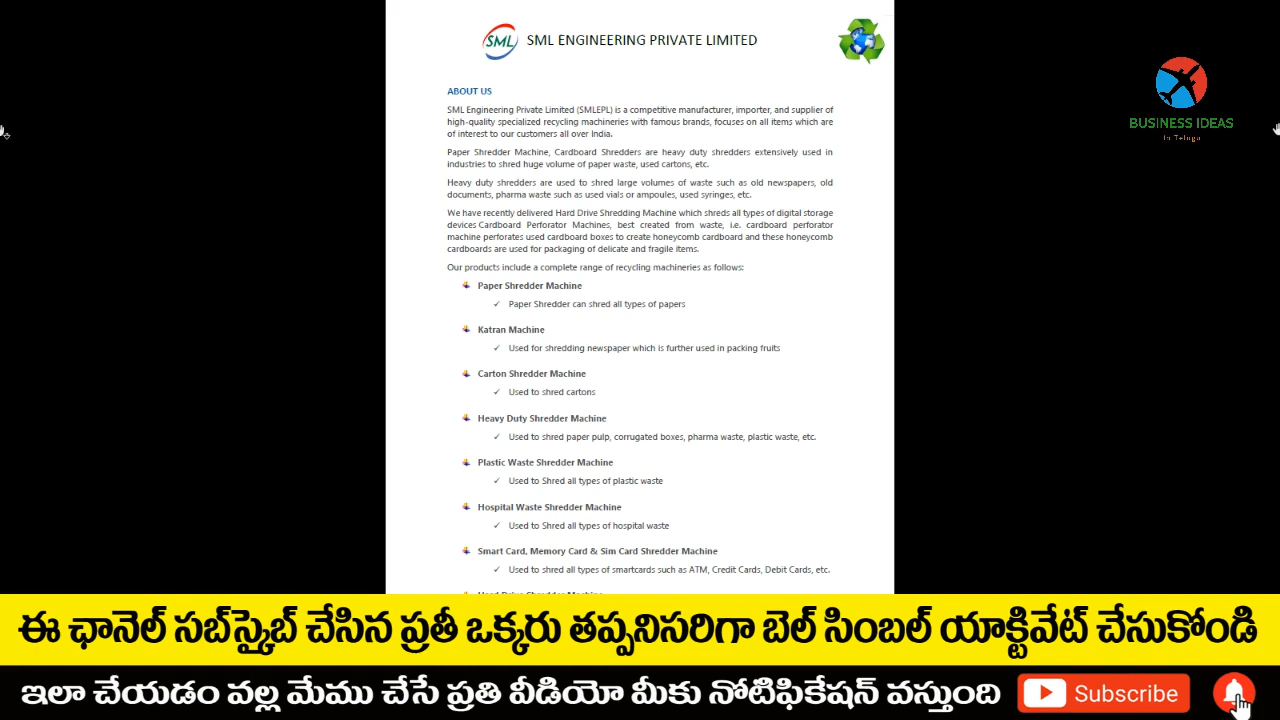 SML
SML ENGINEERING PRIVATE LIMITED
BUSINESS IDEAS
In Telugu
ABOUT US
SML Engineering Private Limited (SMLEPL) is a competitive manufacturer, importer, and supplier of
high-quality specialized recycling machineries with famous brands, focuses on all items which are
of interest to our customers all over India.
Paper Shredder Machine, Cardboard Shredders are heavy duty shredders extensively used in
industries to shred huge volume of paper waste, used cartons, etc.
Heavy duty shredders are used to shred large volumes of waste such as old newspapers, old
documents, pharma waste such as used vials or ampoules, used syringes, etc.
We have recently delivered Hard Drive Shredding Machine which shreds all types of digital storage
devices Cardboard Perforator Machines, best created from waste, i.e. cardboard perforator
machine perforates used cardboard boxes to create honeycomb cardboard and these honeycomb
cardboards are used for packaging of delicate and fragile items.
Our products include a complete range of recycling machineries as follows:
Paper Shredder Machine
✓ Paper Shredder can shred all types of papers
Katran Machine
✓ Used for shredding newspaper which is further used in packing fruits
Carton Shredder Machine
✓ Used to shred cartons
Heavy Duty Shredder Machine
✓ Used to shred paper pulp, corrugated boxes, pharma waste, plastic waste, etc.
Plastic Waste Shredder Machine
✓ Used to Shred all types of plastic waste
Hospital Waste Shredder Machine
✓ Used to Shred all types of hospital waste
Smart Card, Memory Card & Sim Card Shredder Machine
✓ Used to shred all types of smartcards such as ATM, Credit Cards, Debit Cards, etc.
Hard Drive Shredder Machine
ఈ ఛానెల్ సబ్‌స్క్రైబ్ చేసిన ప్రతీ ఒక్కరు తప్పనిసరిగా బెల్ సింబల్ యాక్టివేట్ చేసుకోండి
ఇలా చేయడం వల్ల మేము చేసే ప్రతి వీడియో మీకు నోటిఫికేషన్ వస్తుంది Subscribe